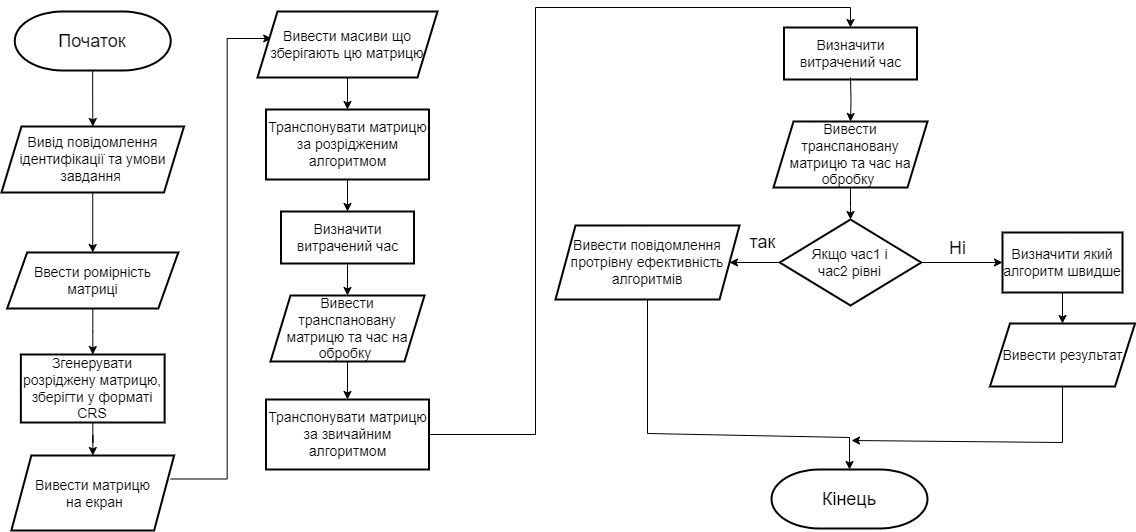 Початок
Вивід повідомлення
ідентифікації та умови
завдання
Ввести ромірність
матриці
Згенерувати
розріджену матрицю,
зберігти у форматі
CRS
Вивести матрицю
на екран
Вивести масиви що
зберігають цю матрицю
Транспонувати матрицю
за розрідженим
алгоритмом
Визначити
витрачений час
Вивести
транспановану
матрицю та час на
обробку
Транспонувати матрицю
за звичайним
алгоритмом
Визначити
витрачений час
Вивести
транспановану
матрицю та час на
обробку
Якщо час1 і
час2 рівні
так
Вивести повідомлення
протрівну ефективність
алгоритмів
Ні
Визначити який
алгоритм швидше
Вивести результат
Кінець